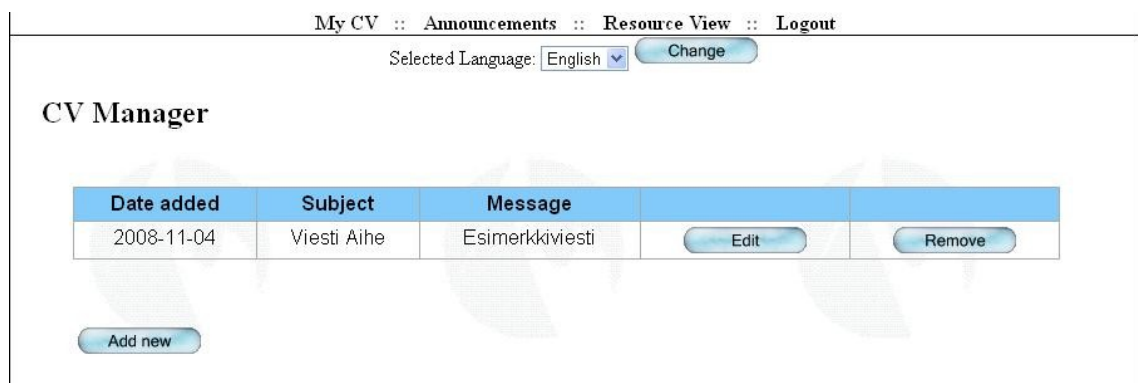 My CV :: Announcements :: Resource View :: Logout
Selected Language: English Change
CV Manager
Date added Subject Message
2008-11-04 Viesti Aihe Esimerkkiviesti Edit Remove
Add new